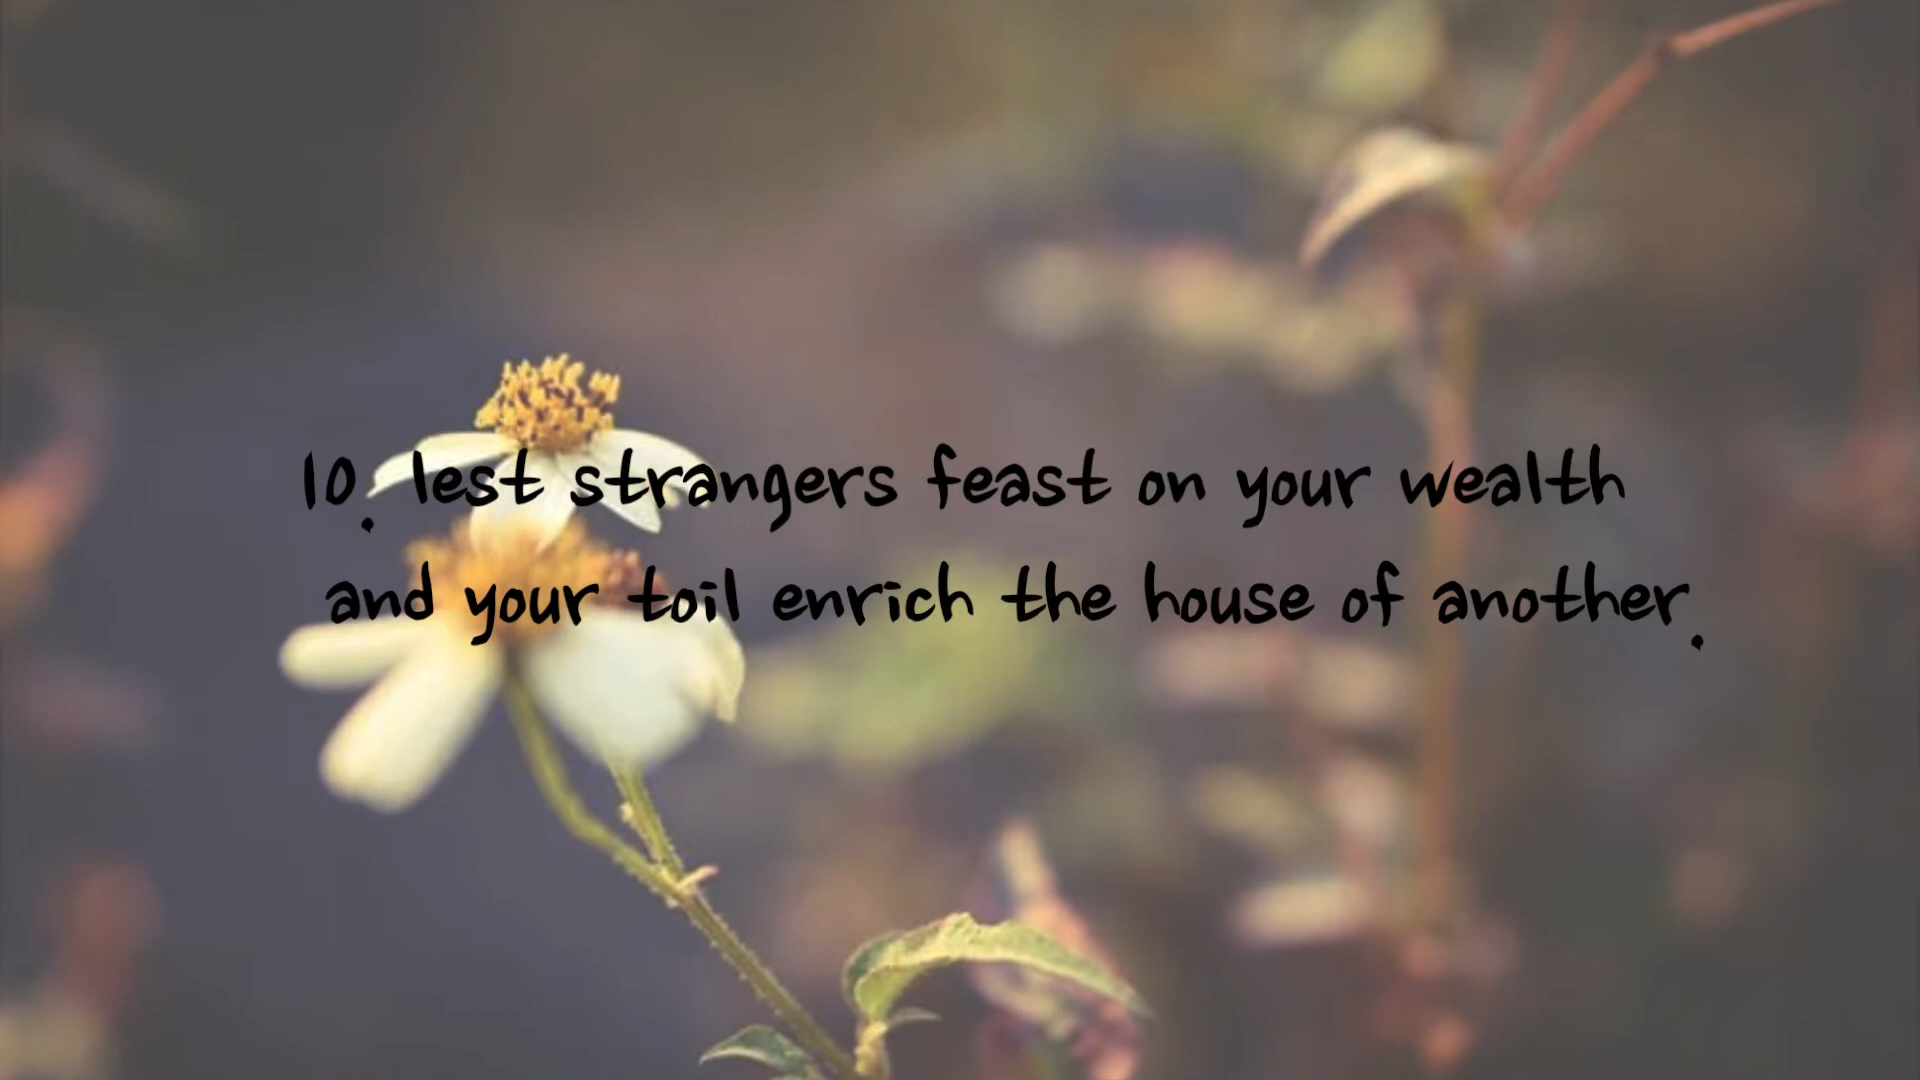 10. lest strangers feast on your wealth
and your toil enrich the house of another.